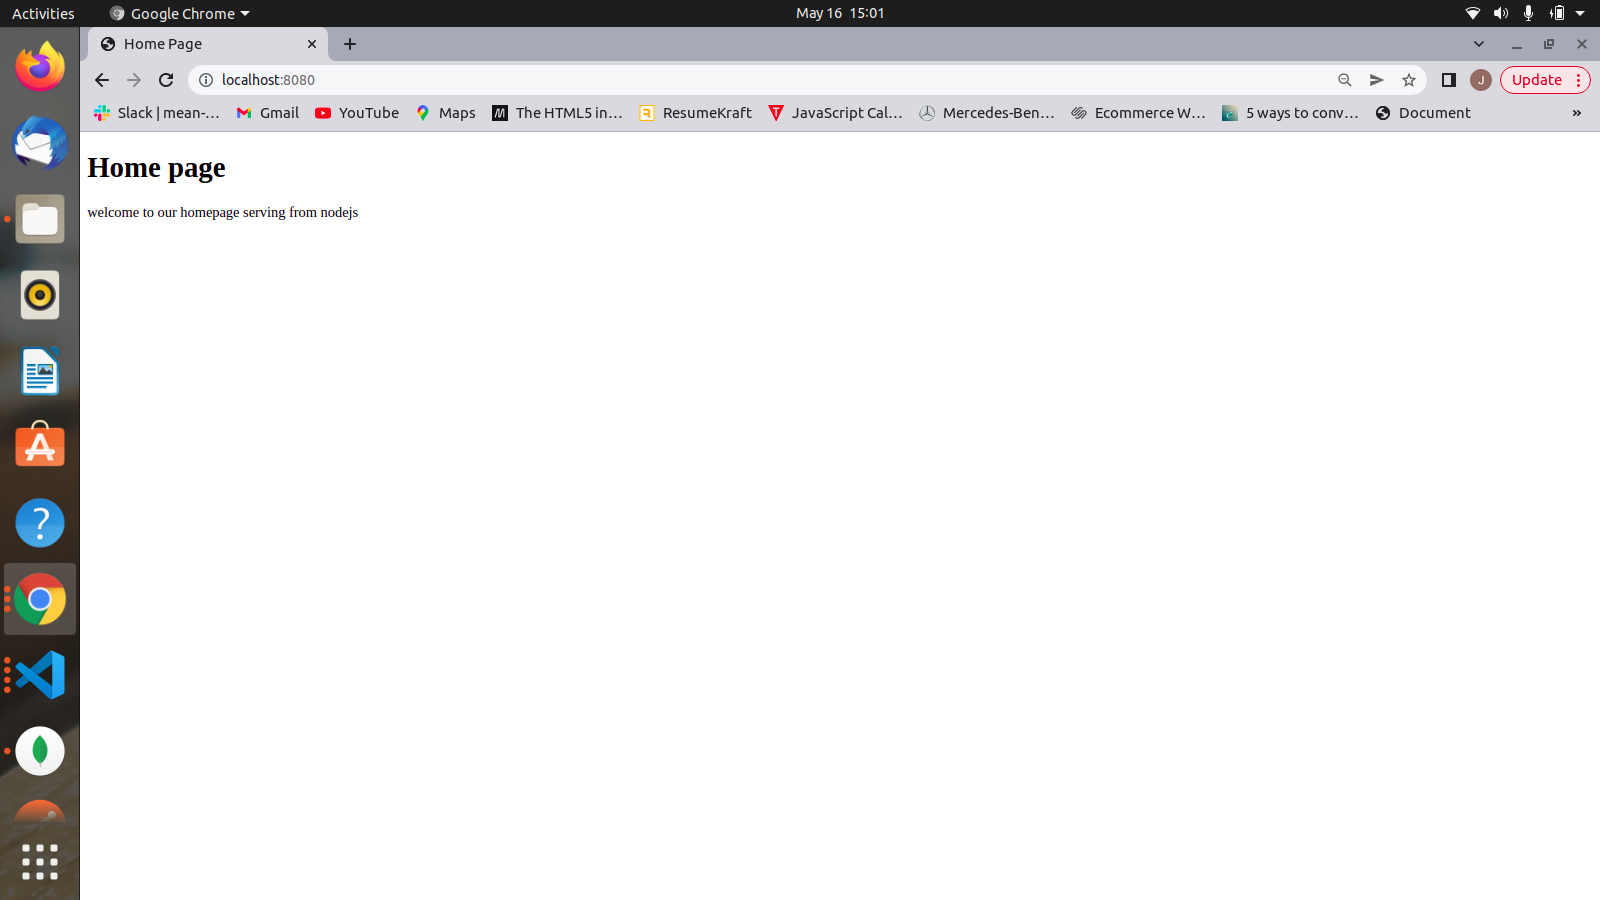 Activities
Google Chrome
May 16 15:01
Home Page
localhost:8080
J
Update
Slack | mean-...
Gmail
YouTube
Maps
The HTML5 in...
ResumeKraft
JavaScript Cal...
Mercedes-Ben...
Ecommerce W...
5 ways to conv...
Document
»
Home page
welcome to our homepage serving from nodejs